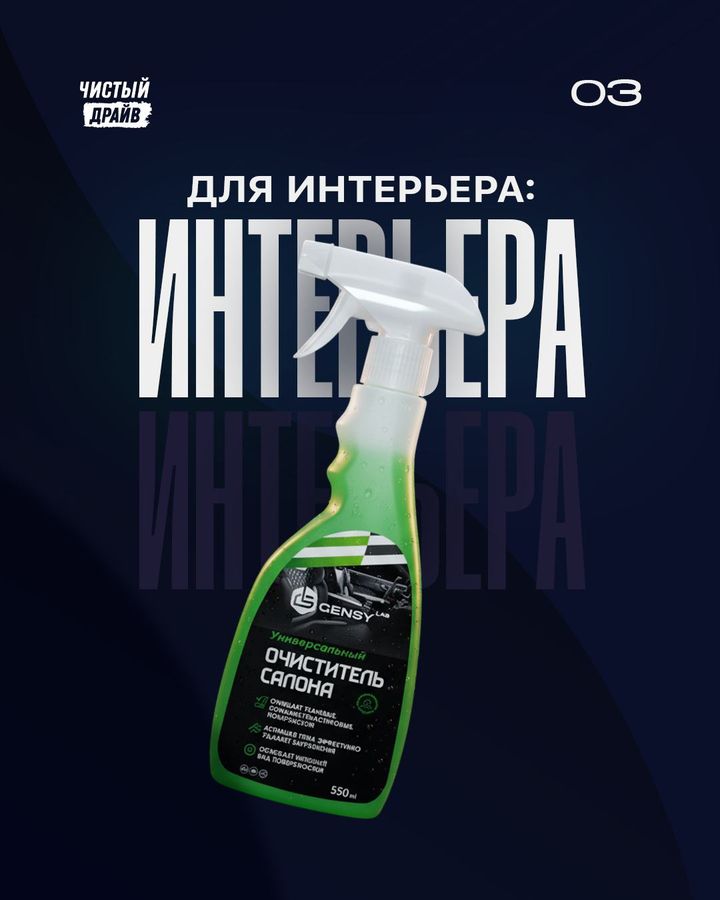 ЧИСТЫЙ
ДРАЙВ
03
ДЛЯ ИНТЕРЬЕРА:
ИНТЕРЬЕРА
ИНТЕРЬЕРА
GENSY LAB
Универсальный
ОЧИСТИТЕЛЬ
САЛОНА
550 ml